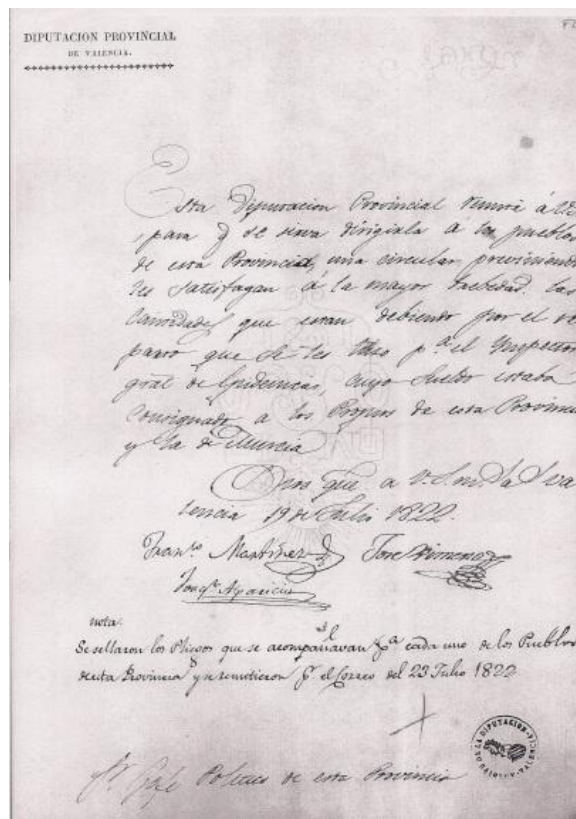 DIPUTACION PROVINCIAL
DE VALENCIA.
Esta Diputacion Provincial remite á V.S.
para q se sirva dirigirla a los pueblos
de esta Provincia, una circular, previniendo
les satisfagan á la mayor brebedad las
Cantidades que estan debiendo por el re
parto que se les hizo p.ª el Inspector
gral de Epidemias, cuyo sueldo estaba
Consignado a los Propios de esta Provincia
y la de Murcia
Dios gue a V.S. m.s a.s Va
lencia 19 de Julio 1822.
Fran.co Martinez Jose Gimeno
Joaq.n Aparicio
nota.
Se sellaron los Pliegos que se acompañavan p.ª cada uno de los Pueblos
de esta Provincia y se remitieron p.r el Correo del 23 Julio 1822
Sr. Gefe Politico de esta Provincia
DIPUTACION